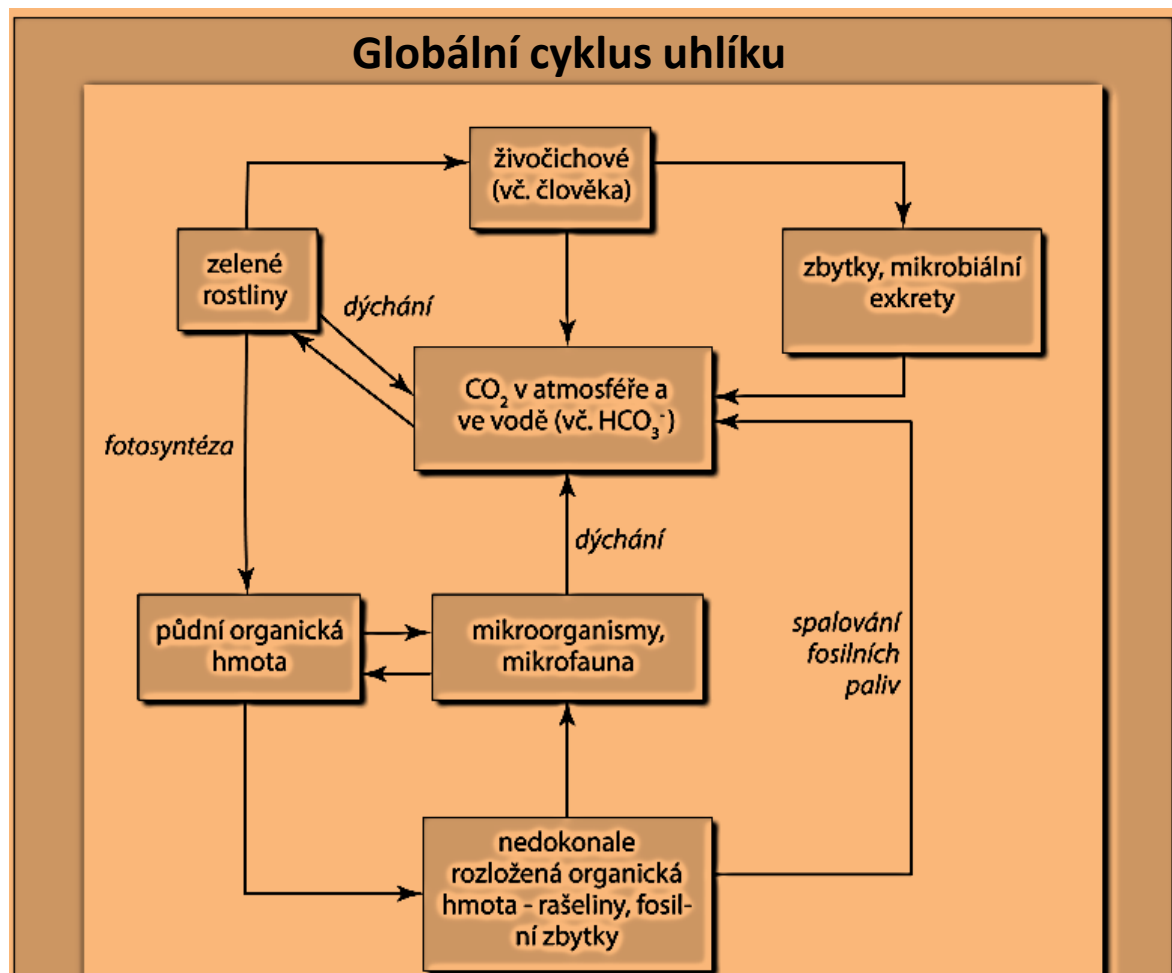 Globální cyklus uhlíku
živočichové
(vč. člověka)
zelené
rostliny
dýchání
zbytky, mikrobiální
exkrety
CO₂ v atmosféře a
ve vodě (vč. HCO₃⁻)
fotosyntéza
dýchání
půdní organická
hmota
mikroorganismy,
mikrofauna
spalování
fosilních
paliv
nedokonale
rozložená organická
hmota - rašeliny, fosil-
ní zbytky